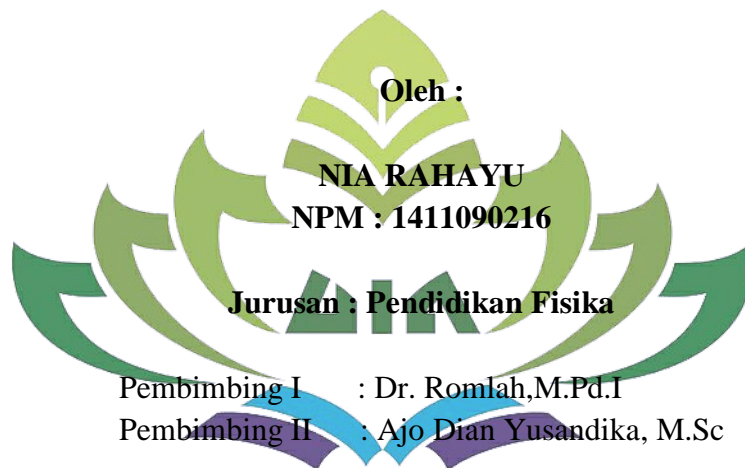 Oleh :
NIA RAHAYU
NPM : 1411090216
Jurusan : Pendidikan Fisika
Pembimbing I : Dr. Romlah,M.Pd.I
Pembimbing II : Ajo Dian Yusandika, M.Sc